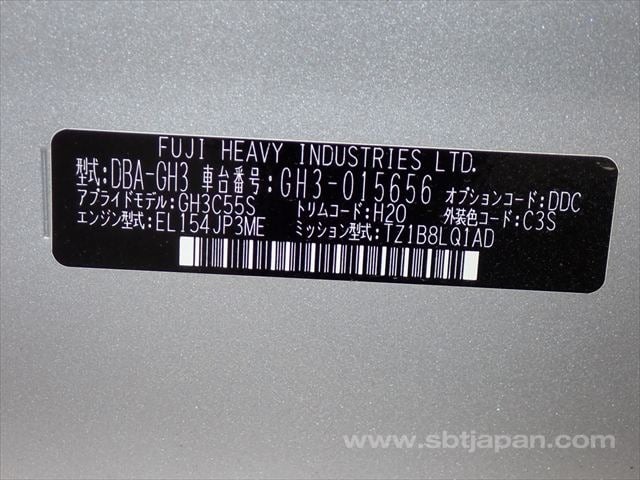 FUJI HEAVY INDUSTRIES LTD.
型式:DBA-GH3 車台番号:GH3-015656 オプションコード:DDC
アプライドモデル:GH3C55S トリムコード:H20 外装色コード:C3S
エンジン型式:EL154JP3ME ミッション型式:TZ1B8LQ1AD
www.sbtjapan.com